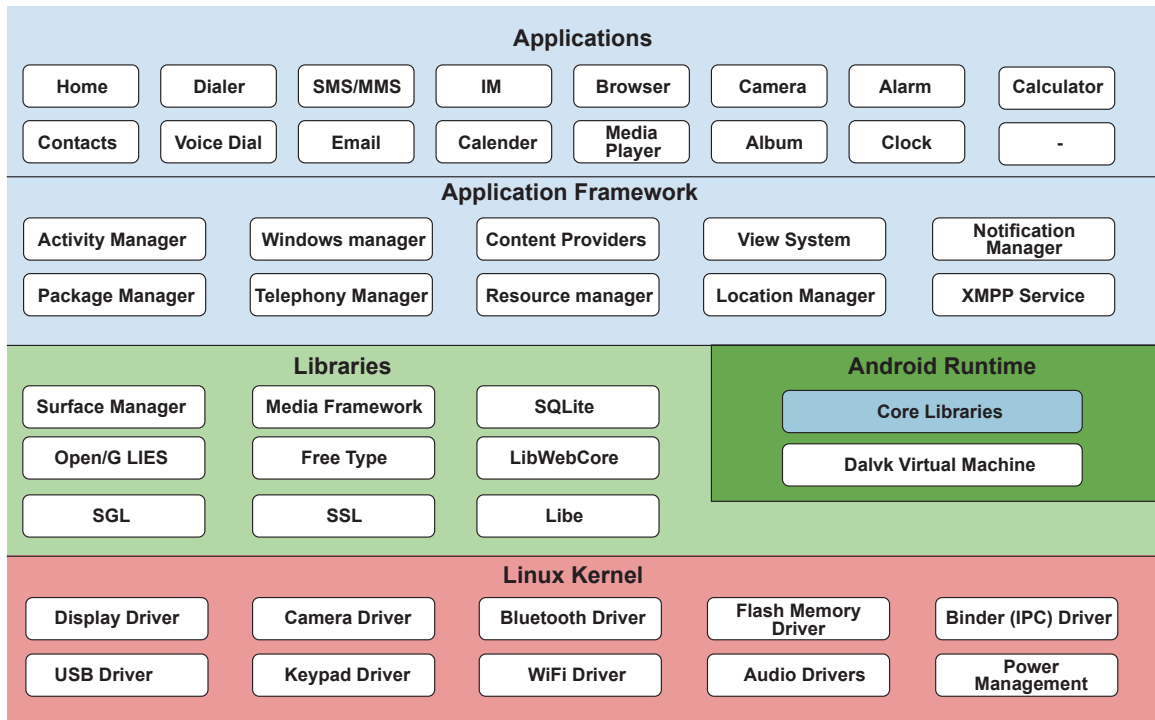 Applications
Home
Dialer
SMS/MMS
IM
Browser
Camera
Alarm
Calculator
Contacts
Voice Dial
Email
Calender
Media
Player
Album
Clock
-
Application Framework
Activity Manager
Windows manager
Content Providers
View System
Notification
Manager
Package Manager
Telephony Manager
Resource manager
Location Manager
XMPP Service
Libraries
Surface Manager
Media Framework
SQLite
Open/G LIES
Free Type
LibWebCore
SGL
SSL
Libe
Android Runtime
Core Libraries
Dalvk Virtual Machine
Linux Kernel
Display Driver
Camera Driver
Bluetooth Driver
Flash Memory
Driver
Binder (IPC) Driver
USB Driver
Keypad Driver
WiFi Driver
Audio Drivers
Power
Management